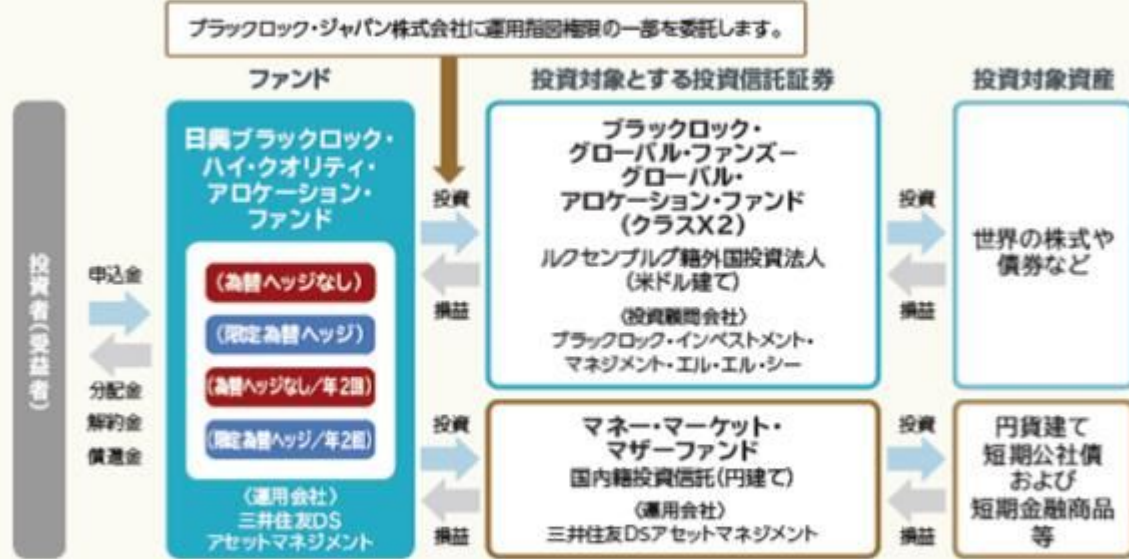 ブラックロック・ジャパン株式会社に運用指図権限の一部を委託します。
ファンド
投資対象とする投資信託証券
投資対象資産
投資者(受益者)
申込金
分配金
解約金
償還金
日興ブラックロック・
ハイ・クオリティ・
アロケーション・
ファンド
(為替ヘッジなし)
(限定為替ヘッジ)
(為替ヘッジなし/年2回)
(限定為替ヘッジ/年2回)
〈運用会社〉
三井住友DS
アセットマネジメント
投資
損益
投資
損益
ブラックロック・
グローバル・ファンズ−
グローバル・
アロケーション・ファンド
(クラスX2)
ルクセンブルグ籍外国投資法人
(米ドル建て)
〈投資顧問会社〉
ブラックロック・インベストメント・
マネジメント・エル・エル・シー
マネー・マーケット・
マザーファンド
国内籍投資信託(円建て)
〈運用会社〉
三井住友DSアセットマネジメント
投資
損益
投資
損益
世界の株式や
債券など
円貨建て
短期公社債
および
短期金融商品
等